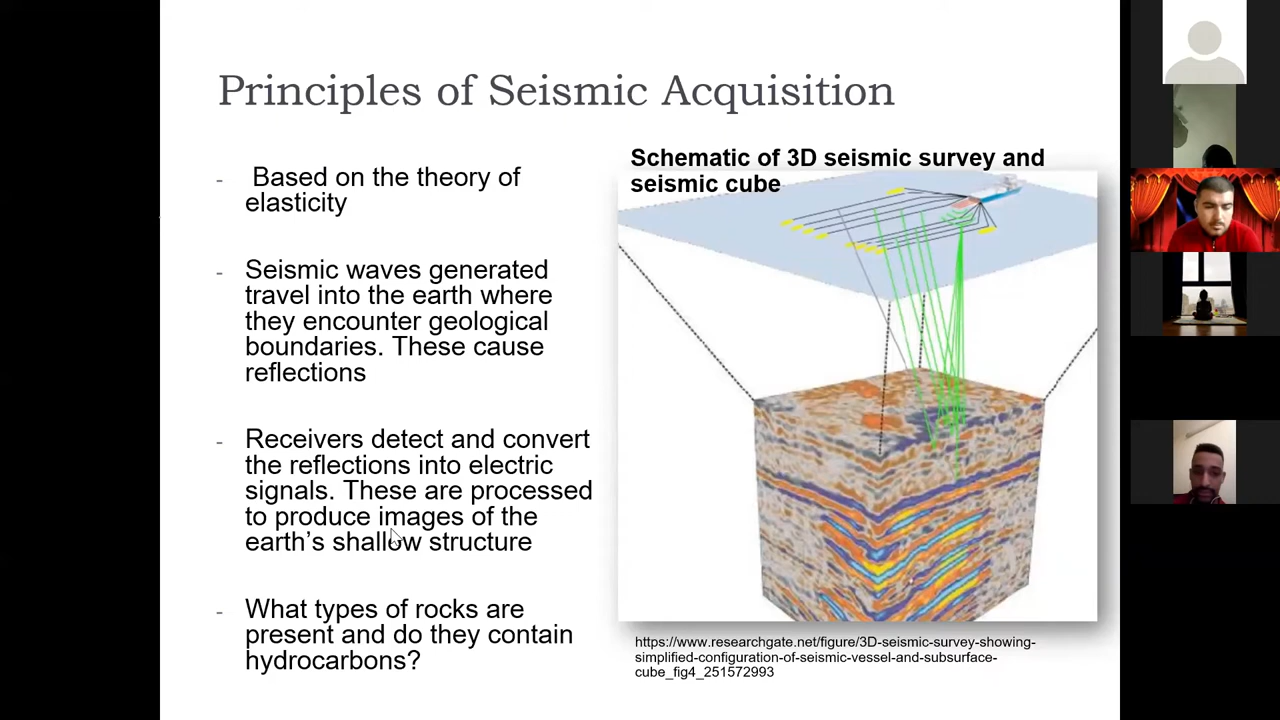 Principles of Seismic Acquisition
- Based on the theory of
elasticity
- Seismic waves generated
travel into the earth where
they encounter geological
boundaries. These cause
reflections
- Receivers detect and convert
the reflections into electric
signals. These are processed
to produce images of the
earth’s shallow structure
- What types of rocks are
present and do they contain
hydrocarbons?
Schematic of 3D seismic survey and
seismic cube
https://www.researchgate.net/figure/3D-seismic-survey-showing-
simplified-configuration-of-seismic-vessel-and-subsurface-
cube_fig4_251572993